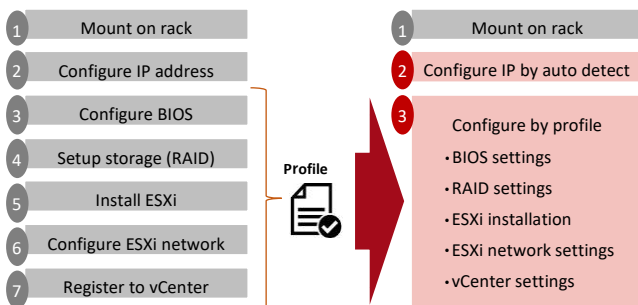 1 Mount on rack
2 Configure IP address
3 Configure BIOS
4 Setup storage (RAID)
5 Install ESXi
6 Configure ESXi network
7 Register to vCenter
Profile
1 Mount on rack
2 Configure IP by auto detect
3 Configure by profile
・BIOS settings
・RAID settings
・ESXi installation
・ESXi network settings
・vCenter settings